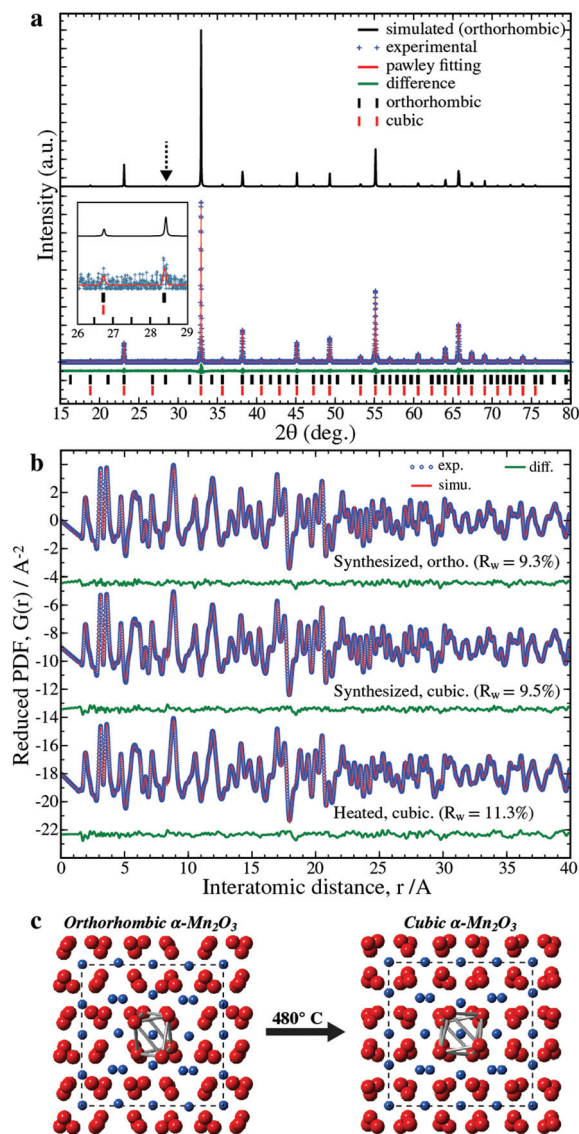 a
simulated (orthorhombic)
experimental
pawley fitting
difference
orthorhombic
cubic
Intensity (a.u.)
26 27 28 29
15 20 25 30 35 40 45 50 55 60 65 70 75 80
2θ (deg.)
b
exp.
simu.
diff.
2
0
-2
-4
-6
-8
-10
-12
-14
-16
-18
-20
-22
Reduced PDF, G(r) / A⁻²
Synthesized, ortho. (Rw = 9.3%)
Synthesized, cubic. (Rw = 9.5%)
Heated, cubic. (Rw = 11.3%)
0 5 10 15 20 25 30 35 40
Interatomic distance, r /A
c
Orthorhombic α-Mn₂O₃
Cubic α-Mn₂O₃
480° C